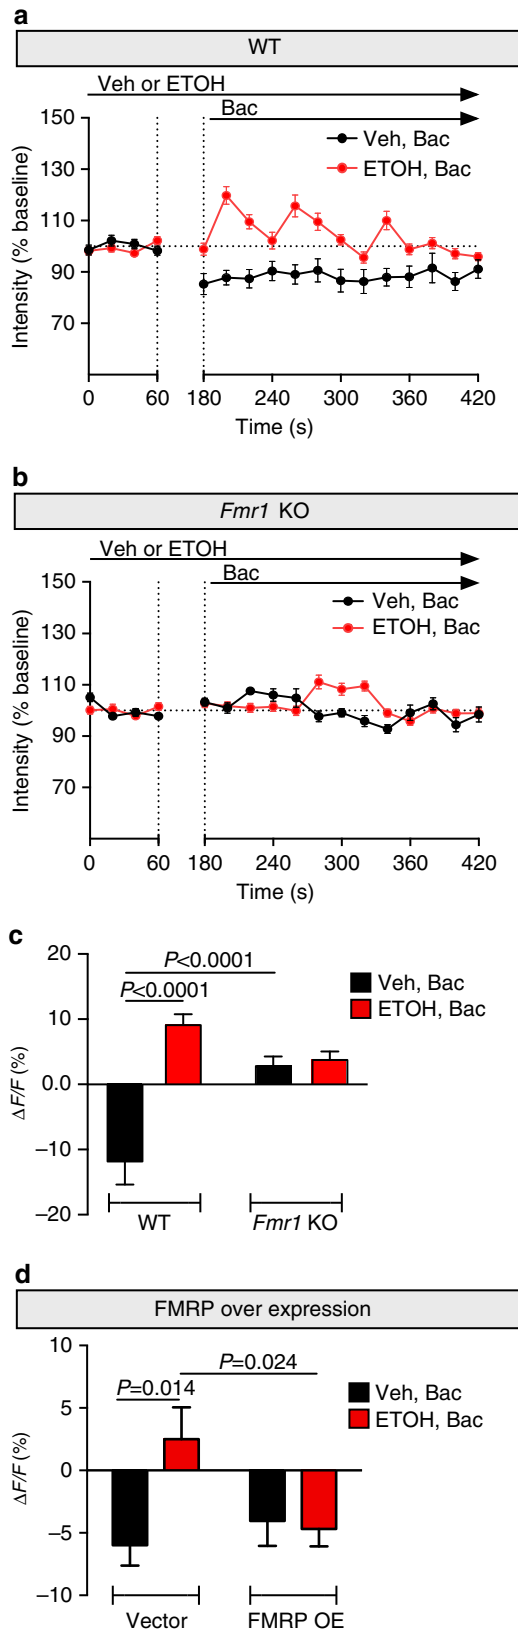 a
WT
Veh or ETOH
Bac
150
130
110
90
70
Intensity (% baseline)
Veh, Bac
ETOH, Bac
0 60 180 240 300 360 420
Time (s)
b
Fmr1 KO
Veh or ETOH
Bac
150
130
110
90
70
Intensity (% baseline)
Veh, Bac
ETOH, Bac
0 60 180 240 300 360 420
Time (s)
c
20
10
0.0
−10
−20
ΔF/F (%)
P<0.0001
P<0.0001
Veh, Bac
ETOH, Bac
WT Fmr1 KO
d
FMRP over expression
10
5
0
−5
−10
ΔF/F (%)
P=0.024
P=0.014
Veh, Bac
ETOH, Bac
Vector FMRP OE